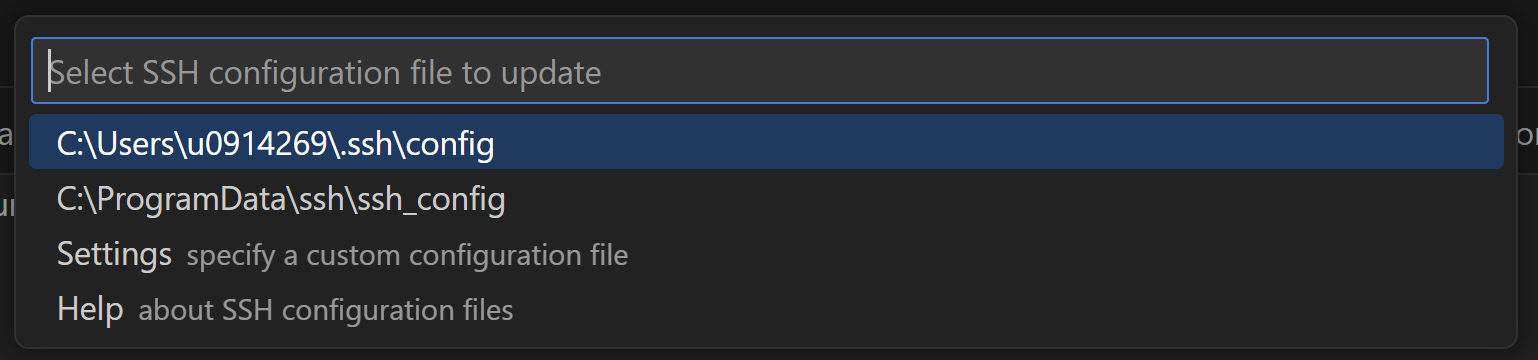 Select SSH configuration file to update
C:\Users\u0914269\.ssh\config
C:\ProgramData\ssh\ssh_config
Settings specify a custom configuration file
Help about SSH configuration files